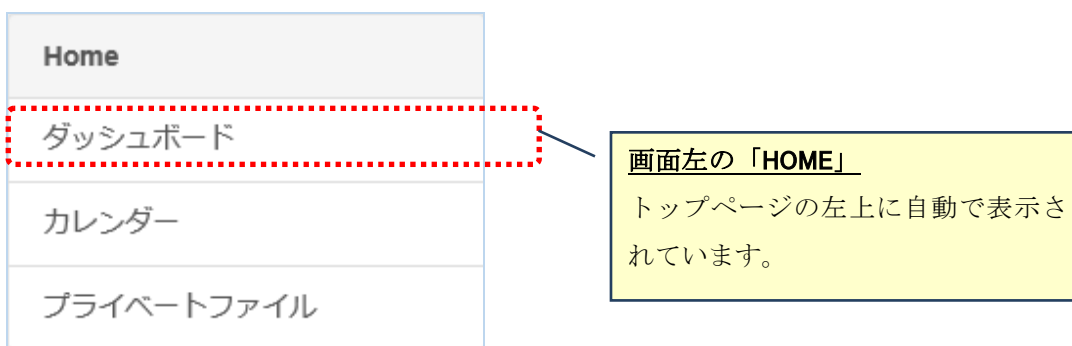 Home
ダッシュボード
カレンダー
プライベートファイル
画面左の「HOME」
トップページの左上に自動で表示さ
れています。